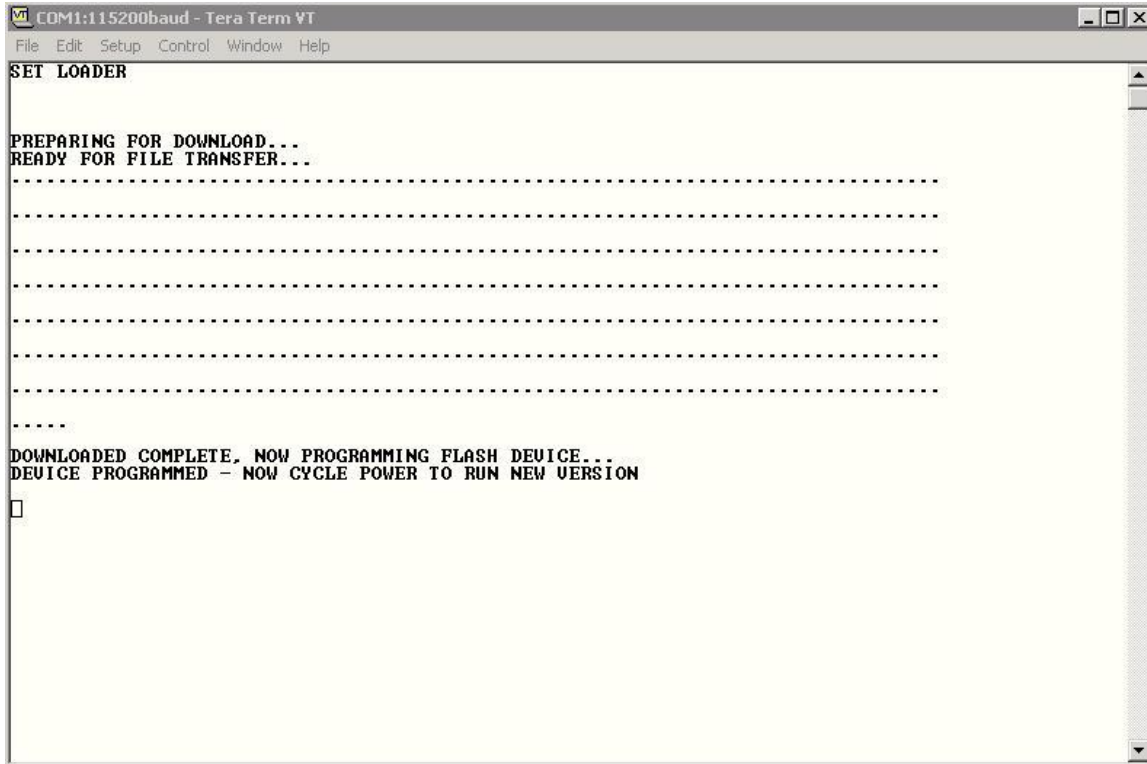 COM1:115200baud - Tera Term VT
File Edit Setup Control Window Help
SET LOADER
PREPARING FOR DOWNLOAD...
READY FOR FILE TRANSFER...
................................................................................
................................................................................
................................................................................
................................................................................
................................................................................
................................................................................
................................................................................
.....
DOWNLOADED COMPLETE, NOW PROGRAMMING FLASH DEVICE...
DEVICE PROGRAMMED - NOW CYCLE POWER TO RUN NEW VERSION